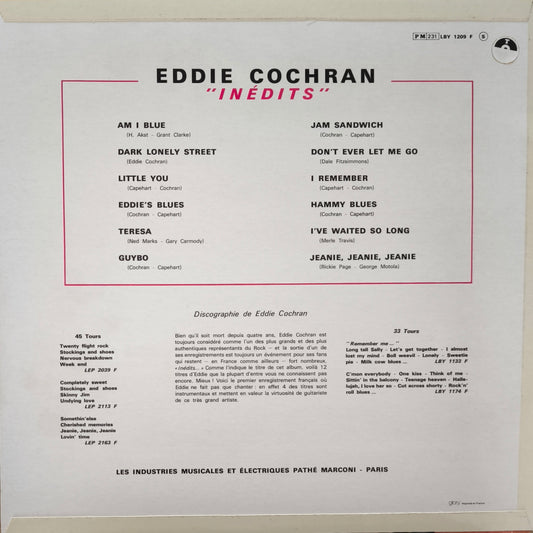 PM 231 LBY 1209 F S
EDDIE COCHRAN
"INÉDITS"
AM I BLUE
(H. Akst - Grant Clarke)
DARK LONELY STREET
(Eddie Cochran)
LITTLE YOU
(Capehart - Cochran)
EDDIE'S BLUES
(Cochran - Capehart)
TERESA
(Ned Marks - Gary Carmody)
GUYBO
(Cochran - Capehart)
JAM SANDWICH
(Cochran - Capehart)
DON'T EVER LET ME GO
(Dale Fitzsimmons)
I REMEMBER
(Capehart - Cochran)
HAMMY BLUES
(Cochran - Capehart)
I'VE WAITED SO LONG
(Merle Travis)
JEANIE, JEANIE, JEANIE
(Rickie Page - George Motola)
Discographie de Eddie Cochran
45 Tours
Twenty flight rock
Stockings and shoes
Nervous breakdown
Week end
LEP 2039 F
Completely sweet
Stockings and shoes
Skinny Jim
Undying love
LEP 2113 F
Somethin'else
Cherished memories
Jeanie, Jeanie, Jeanie
Lovin' time
LEP 2163 F
Bien qu'il soit mort depuis quatre ans, Eddie Cochran est
toujours considéré comme l'un des plus grands et des plus
authentiques représentants du Rock — et la sortie d'un de
ses enregistrements est toujours un événement pour ses fans
qui restent — en France comme ailleurs — fort nombreux.
« Inédits... » Comme l'indique le titre de cet album, voilà 12
titres d'Eddie que la plupart d'entre vous ne connaissent pas
encore. Mieux ! Voici le premier enregistrement français où
Eddie ne fait pas que chanter : en effet 4 des titres sont
instrumentaux et mettent en valeur la virtuosité de guitariste
de ce très grand artiste.
33 Tours
"Remember me..."
Long tall Sally - Let's get together - I almost
lost my mind - Boll weevil - Lonely - Sweetie
pie - Milk cow blues ... LBY 1133 F
C'mon everybody - One kiss - Think of me -
Sittin' in the balcony - Teenage heaven - Halle-
lujah, I love her so - Cut across shorty - Rock'n'
roll blues ... LBY 1174 F
LES INDUSTRIES MUSICALES ET ÉLECTRIQUES PATHÉ MARCONI - PARIS